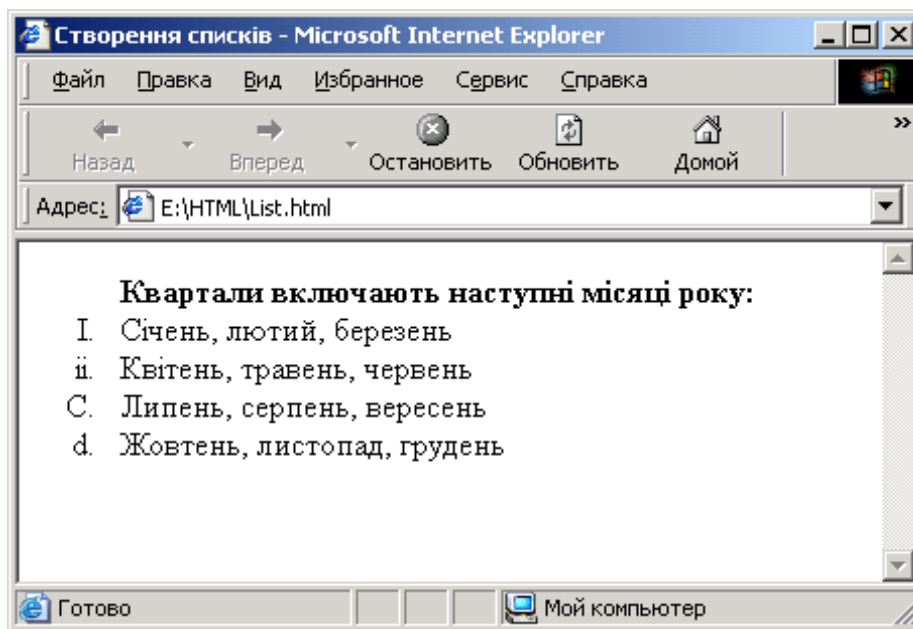 Створення списків - Microsoft Internet Explorer
Файл Правка Вид Избранное Сервис Справка
Назад Вперед Остановить Обновить Домой »
Адрес: E:\HTML\List.html
Квартали включають наступні місяці року:
I. Січень, лютий, березень
ii. Квітень, травень, червень
C. Липень, серпень, вересень
d. Жовтень, листопад, грудень
Готово Мой компьютер